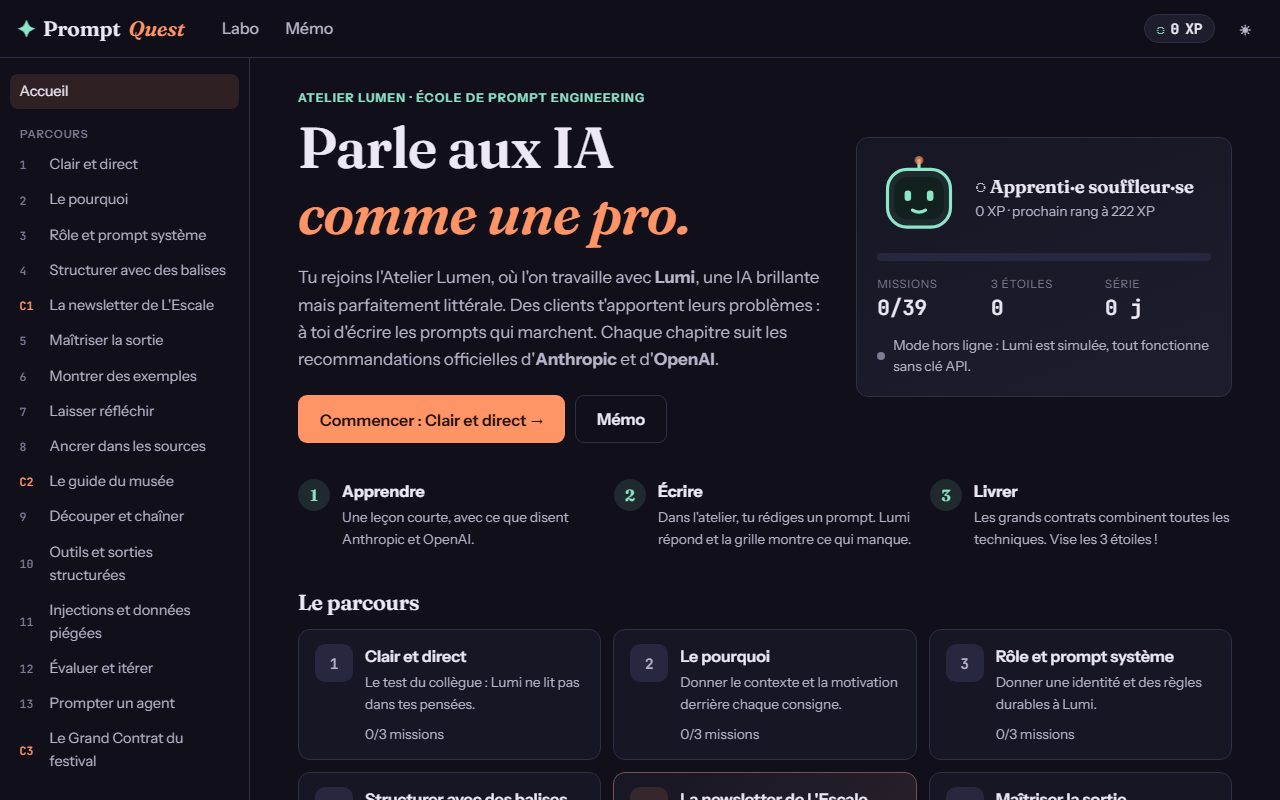 Prompt Quest
Labo
Mémo
0 XP
Accueil
PARCOURS
1 Clair et direct
2 Le pourquoi
3 Rôle et prompt système
4 Structurer avec des balises
C1 La newsletter de L'Escale
5 Maîtriser la sortie
6 Montrer des exemples
7 Laisser réfléchir
8 Ancrer dans les sources
C2 Le guide du musée
9 Découper et chaîner
10 Outils et sorties
structurées
11 Injections et données
piégées
12 Évaluer et itérer
13 Prompter un agent
C3 Le Grand Contrat du
festival
ATELIER LUMEN · ÉCOLE DE PROMPT ENGINEERING
Parle aux IA
comme une pro.
Tu rejoins l'Atelier Lumen, où l'on travaille avec Lumi, une IA brillante
mais parfaitement littérale. Des clients t'apportent leurs problèmes :
à toi d'écrire les prompts qui marchent. Chaque chapitre suit les
recommandations officielles d'Anthropic et d'OpenAI.
Commencer : Clair et direct →
Mémo
Apprenti·e souffleur·se
0 XP · prochain rang à 222 XP
MISSIONS
0/39
3 ÉTOILES
0
SÉRIE
0 j
Mode hors ligne : Lumi est simulée, tout fonctionne
sans clé API.
1 Apprendre
Une leçon courte, avec ce que disent
Anthropic et OpenAI.
2 Écrire
Dans l'atelier, tu rédiges un prompt. Lumi
répond et la grille montre ce qui manque.
3 Livrer
Les grands contrats combinent toutes les
techniques. Vise les 3 étoiles !
Le parcours
1 Clair et direct
Le test du collègue : Lumi ne lit pas
dans tes pensées.
0/3 missions
2 Le pourquoi
Donner le contexte et la motivation
derrière chaque consigne.
0/3 missions
3 Rôle et prompt système
Donner une identité et des règles
durables à Lumi.
0/3 missions
Structurer avec des balises
La newsletter de L'Escale
Maîtriser la sortie